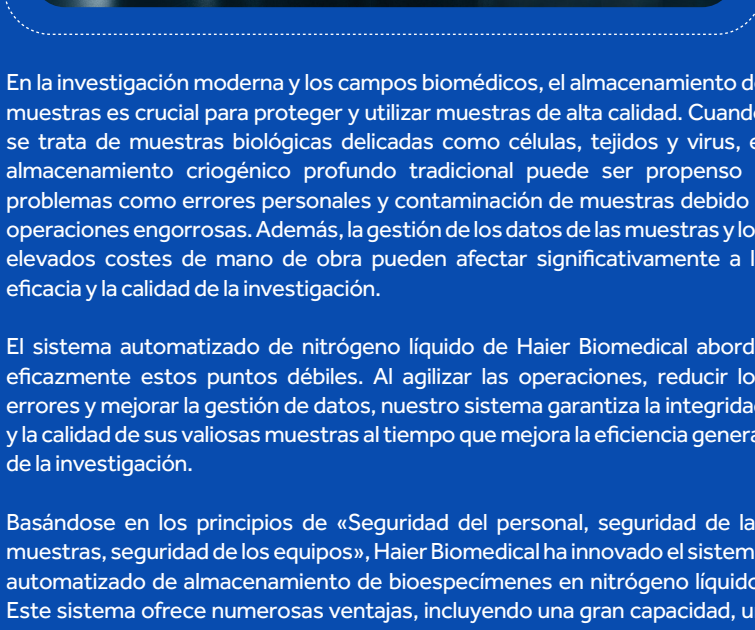 En la investigación moderna y los campos biomédicos, el almacenamiento d
muestras es crucial para proteger y utilizar muestras de alta calidad. Cuand
se trata de muestras biológicas delicadas como células, tejidos y virus, e
almacenamiento criogénico profundo tradicional puede ser propenso
problemas como errores personales y contaminación de muestras debido
operaciones engorrosas. Además, la gestión de los datos de las muestras y lo
elevados costes de mano de obra pueden afectar significativamente a l
eficacia y la calidad de la investigación.
El sistema automatizado de nitrógeno líquido de Haier Biomedical abord
eficazmente estos puntos débiles. Al agilizar las operaciones, reducir lo
errores y mejorar la gestión de datos, nuestro sistema garantiza la integrida
y la calidad de sus valiosas muestras al tiempo que mejora la eficiencia genera
de la investigación.
Basándose en los principios de «Seguridad del personal, seguridad de la
muestras, seguridad de los equipos», Haier Biomedical ha innovado el sistem
automatizado de almacenamiento de bioespecímenes en nitrógeno líquido
Este sistema ofrece numerosas ventajas, incluyendo una gran capacidad, u